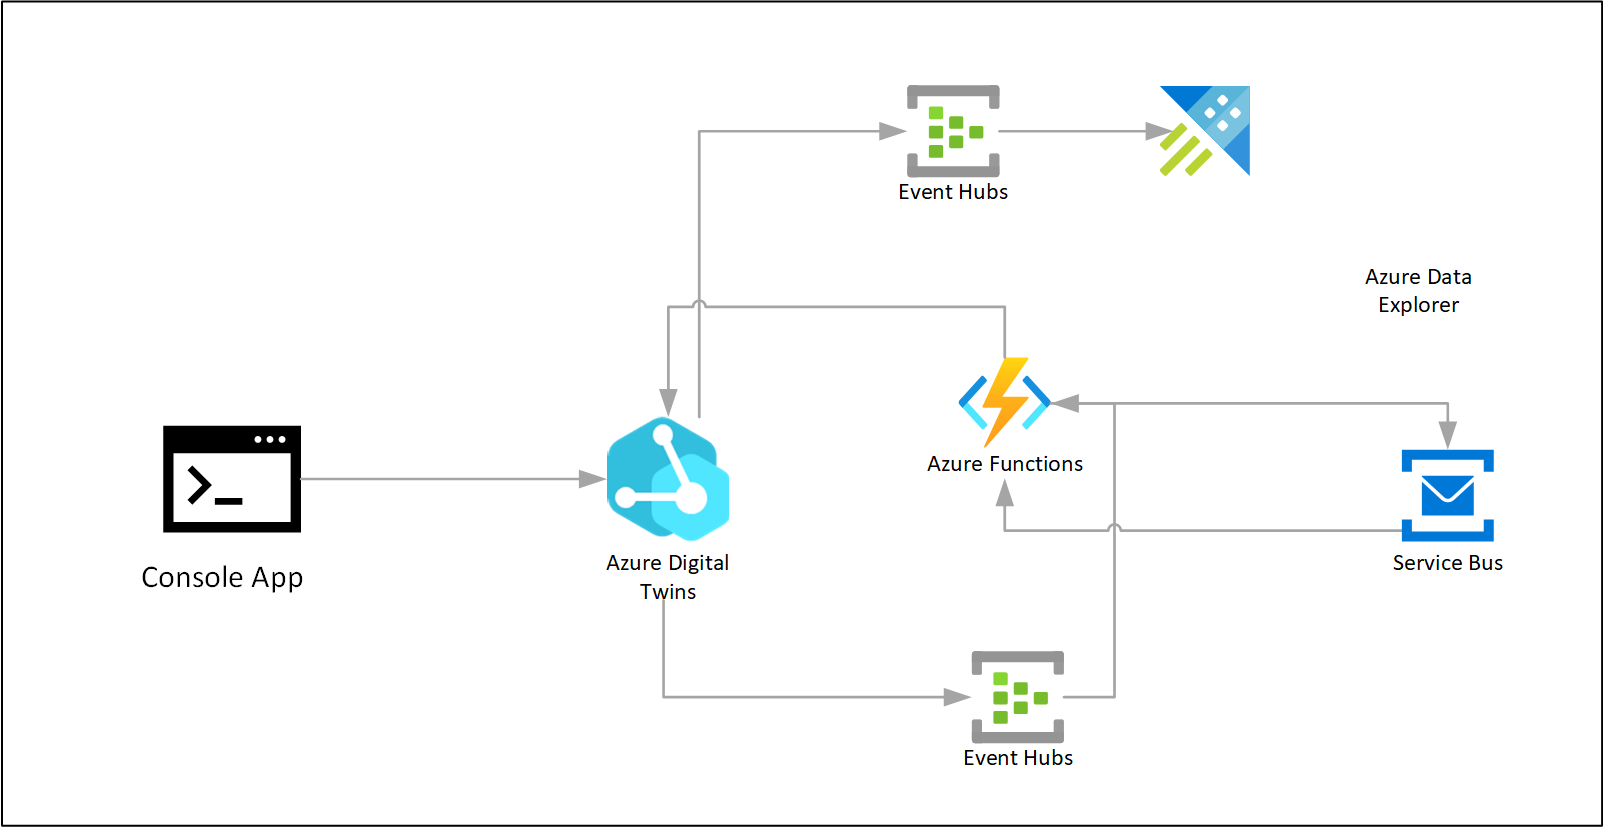 Event Hubs
Azure Data
Explorer
Azure Functions
Console App
Azure Digital
Twins
Service Bus
Event Hubs